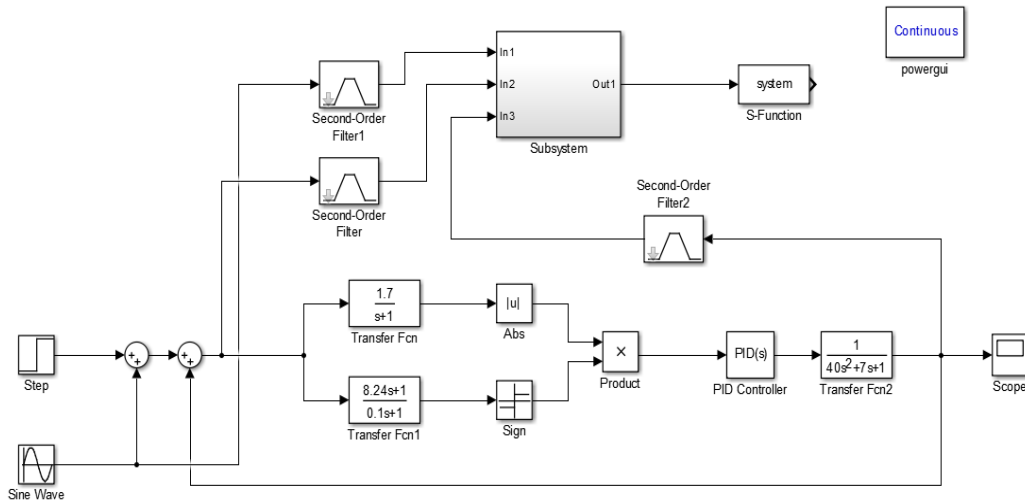 Continuous
powergui
In1
In2
In3
Out1
Subsystem
system
S-Function
Second-Order
Filter1
Second-Order
Filter
Second-Order
Filter2
1.7
s+1
Transfer Fcn
|u|
Abs
8.24s+1
0.1s+1
Transfer Fcn1
Sign
×
Product
PID(s)
PID Controller
1
40s²+7s+1
Transfer Fcn2
Scope
Step
+
+
+
+
Sine Wave